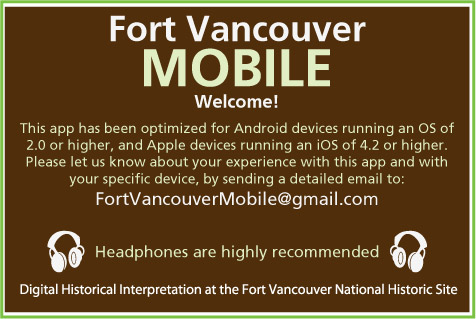 Fort Vancouver
MOBILE
Welcome!
This app has been optimized for Android devices running an OS of
2.0 or higher, and Apple devices running an iOS of 4.2 or higher.
Please let us know about your experience with this app and with
your specific device, by sending a detailed email to:
FortVancouverMobile@gmail.com
Headphones are highly recommended
Digital Historical Interpretation at the Fort Vancouver National Historic Site